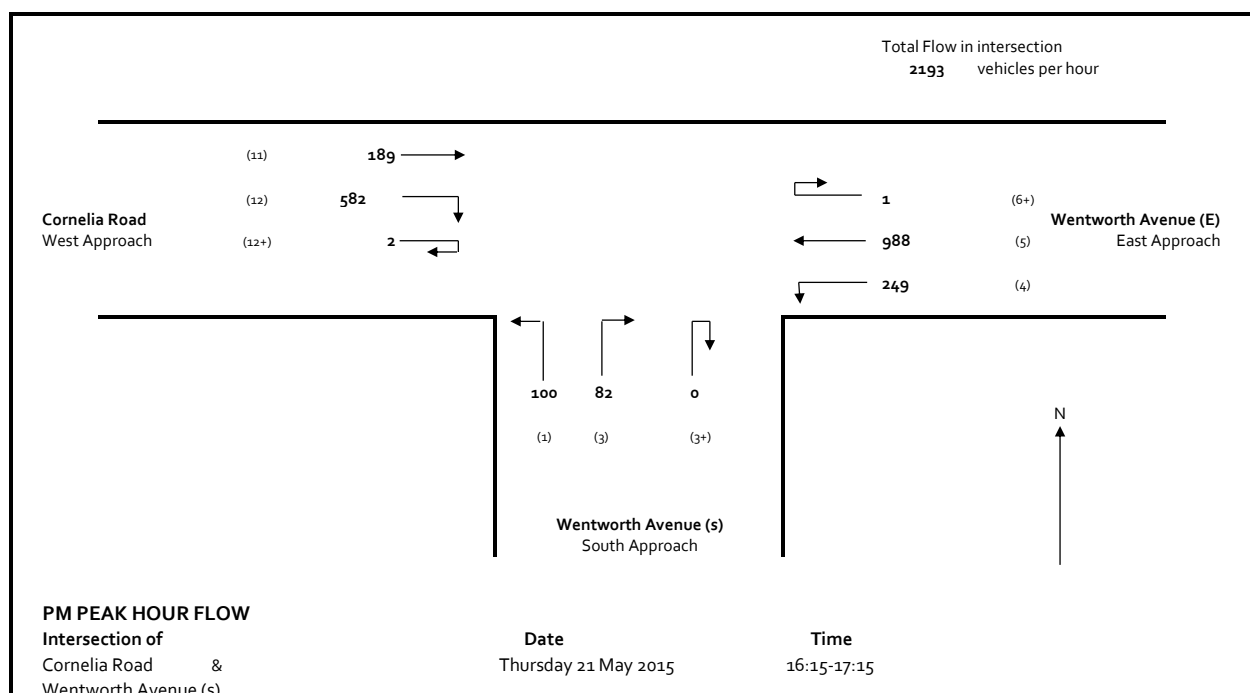 Total Flow in intersection
2193 vehicles per hour
(11) 189
(12) 582
1 (6+)
Cornelia Road
West Approach
(12+) 2
Wentworth Avenue (E)
East Approach
988 (5)
249 (4)
100 82 0
(1) (3) (3+)
N
Wentworth Avenue (s)
South Approach
PM PEAK HOUR FLOW
Intersection of Date Time
Cornelia Road & Thursday 21 May 2015 16:15-17:15
Wentworth Avenue (s)